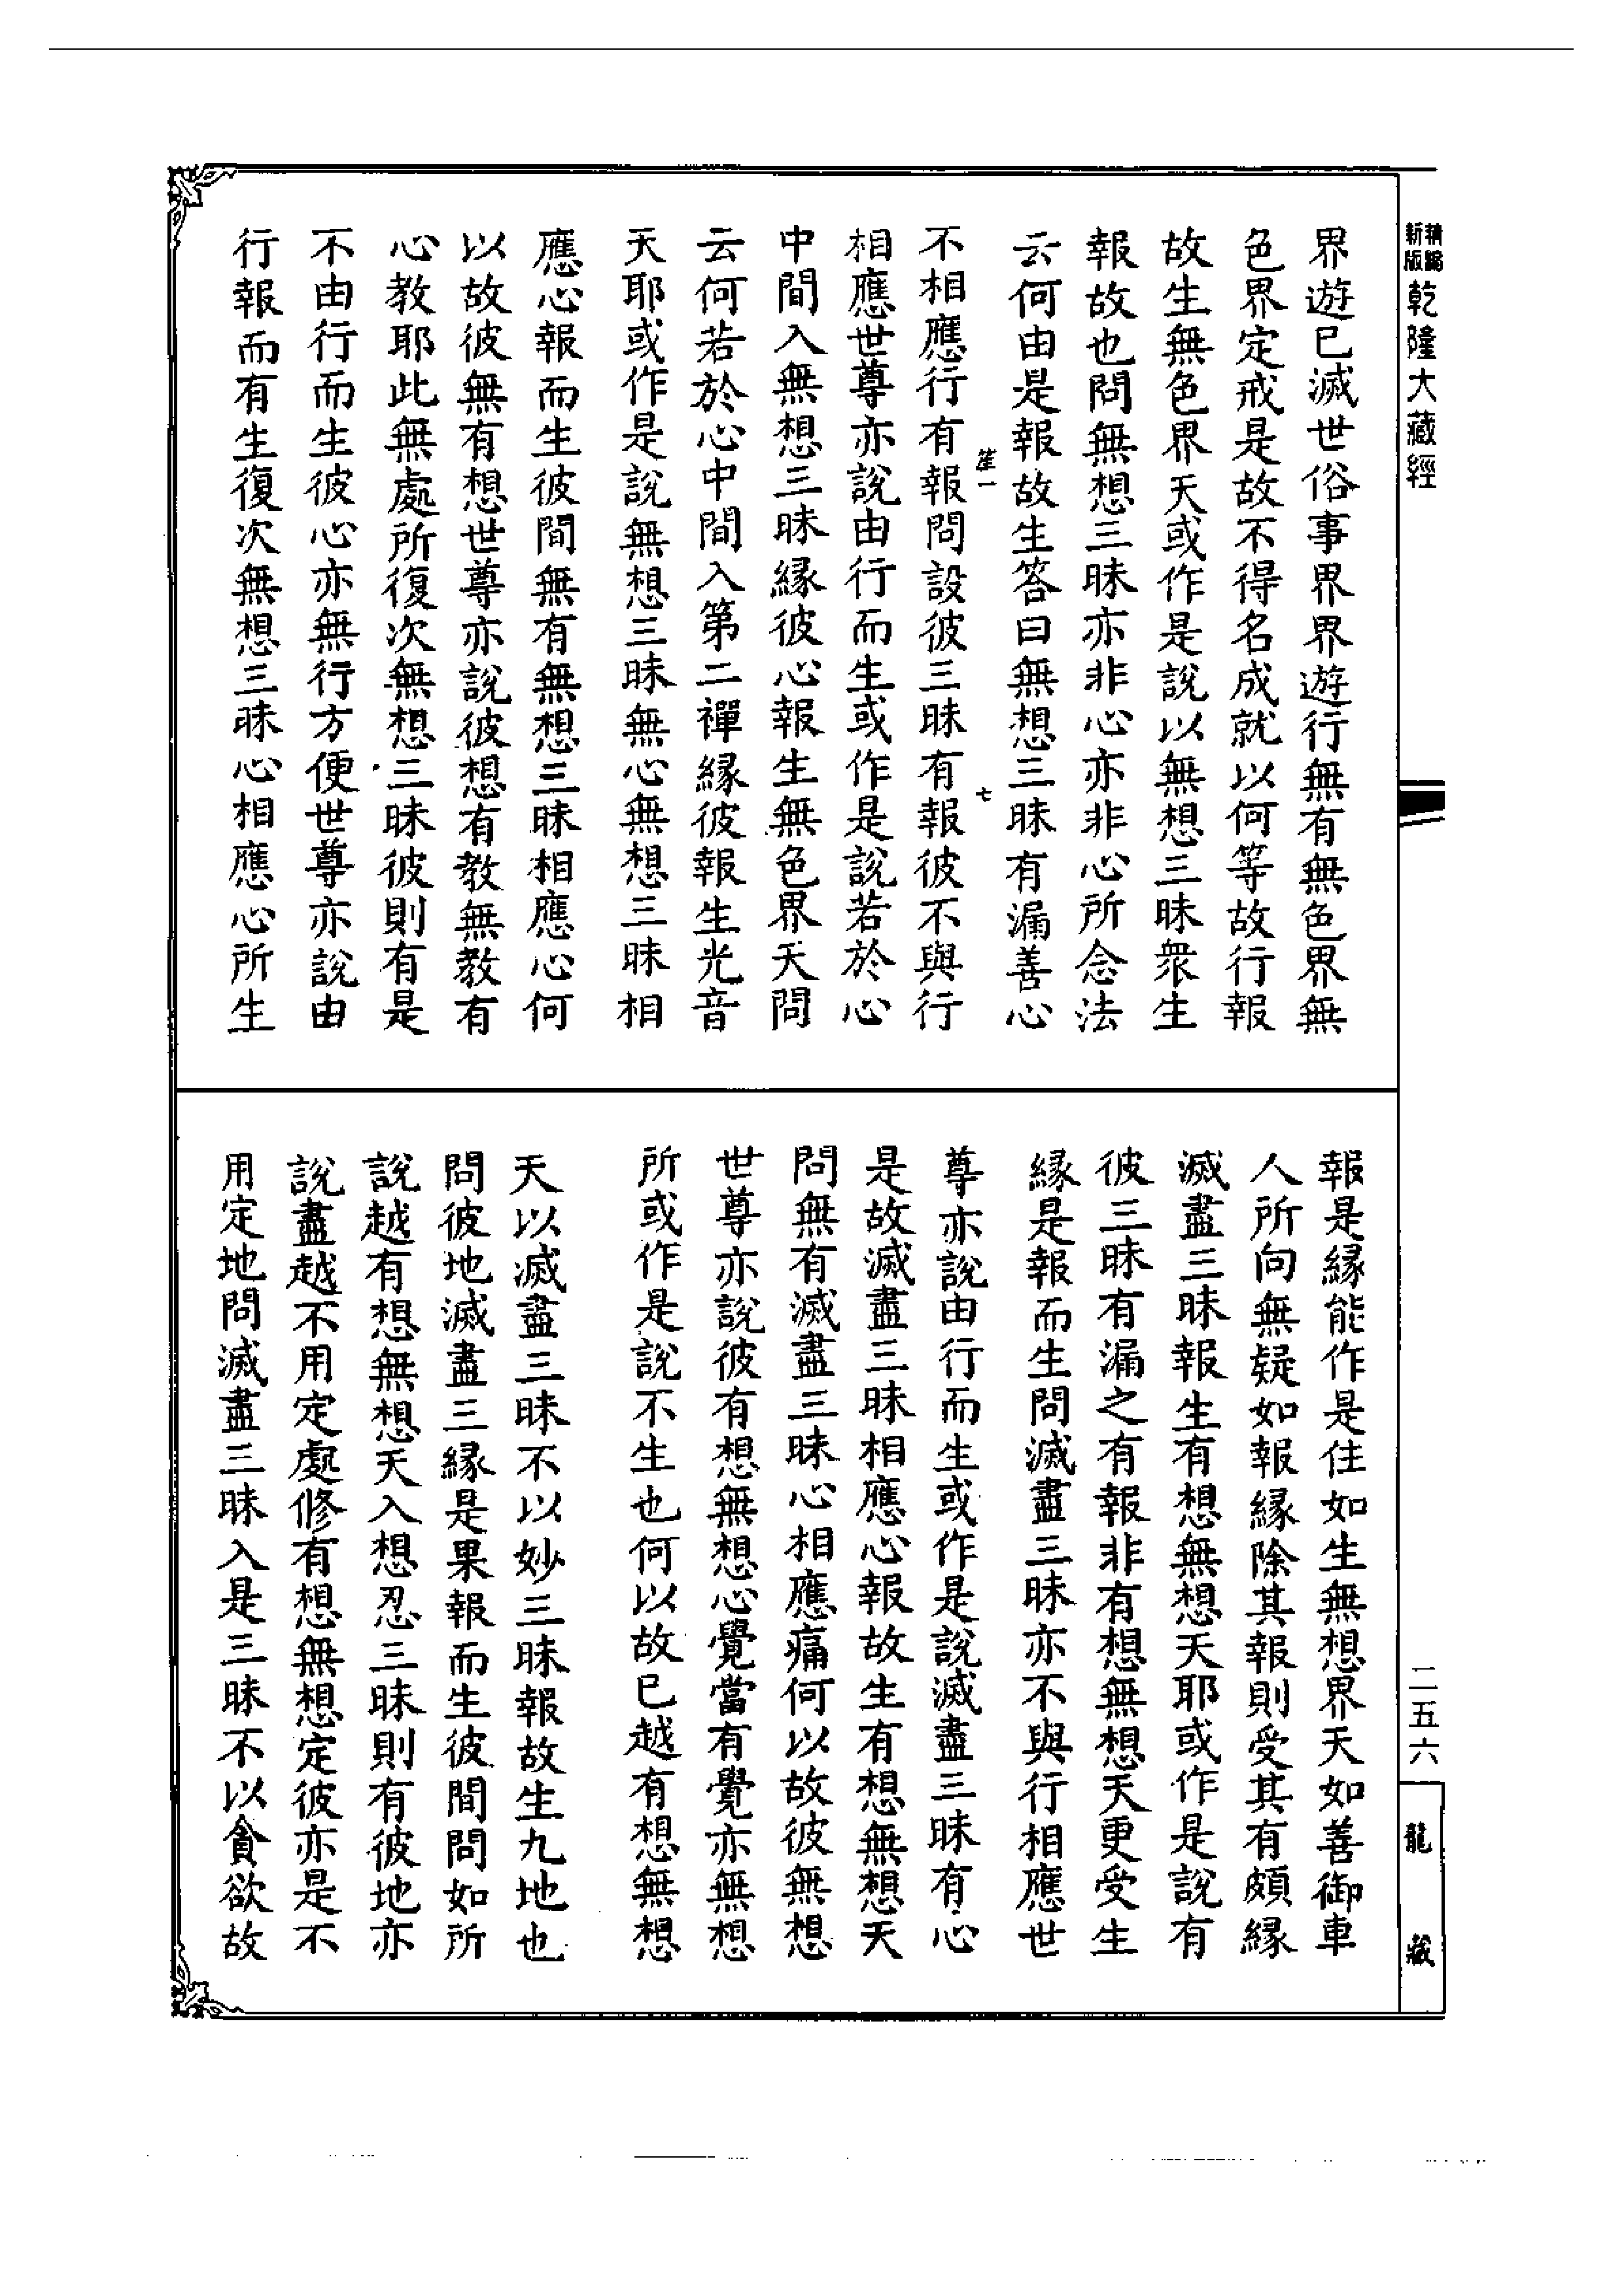 新編
新版
乾隆大藏經
界遊已滅世俗事界界遊行無有無色界無
色界定戒是故不得名成就以何等故行報
故生無色界天或作是說以無想三昧衆生
報故也問無想三昧亦非心亦非心所念法
云何由是報故生答曰無想三昧有漏善心
笙一
七
不相應行有報問設彼三昧有報彼不與行
相應世尊亦說由行而生或作是說若於心
中間入無想三昧緣彼心報生無色界天問
云何若於心中間入第二禪緣彼報生光音
天耶或作是說無想三昧無心無想三昧相
應心報而生彼間無有無想三昧相應心何
以故彼無有想世尊亦說彼想有教無教有
心教耶此無處所復次無想三昧彼則有是
不由行而生彼心亦無行方便世尊亦說由
行報而有生復次無想三昧心相應心所生
報是緣能作是住如生無想界天如善御車
人所向無疑如報緣除其報則受其有頗緣
滅盡三昧報生有想無想天耶或作是說有
彼三昧有漏之有報非有想無想天更受生
緣是報而生問滅盡三昧亦不與行相應世
尊亦說由行而生或作是說滅盡三昧有心
是故滅盡三昧相應心報故生有想無想天
問無有滅盡三昧心相應痛何以故彼無想
世尊亦說彼有想無想心覺當有覺亦無想
所或作是說不生也何以故已越有想無想
天以滅盡三昧不以妙三昧報故生九地也
問彼地滅盡三緣是果報而生彼間問如所
說越有想無想天入想忍三昧則有彼地亦
說盡越不用定處修有想無想定彼亦是不
用定地問滅盡三昧入是三昧不以貪欲故
二五六
龍藏